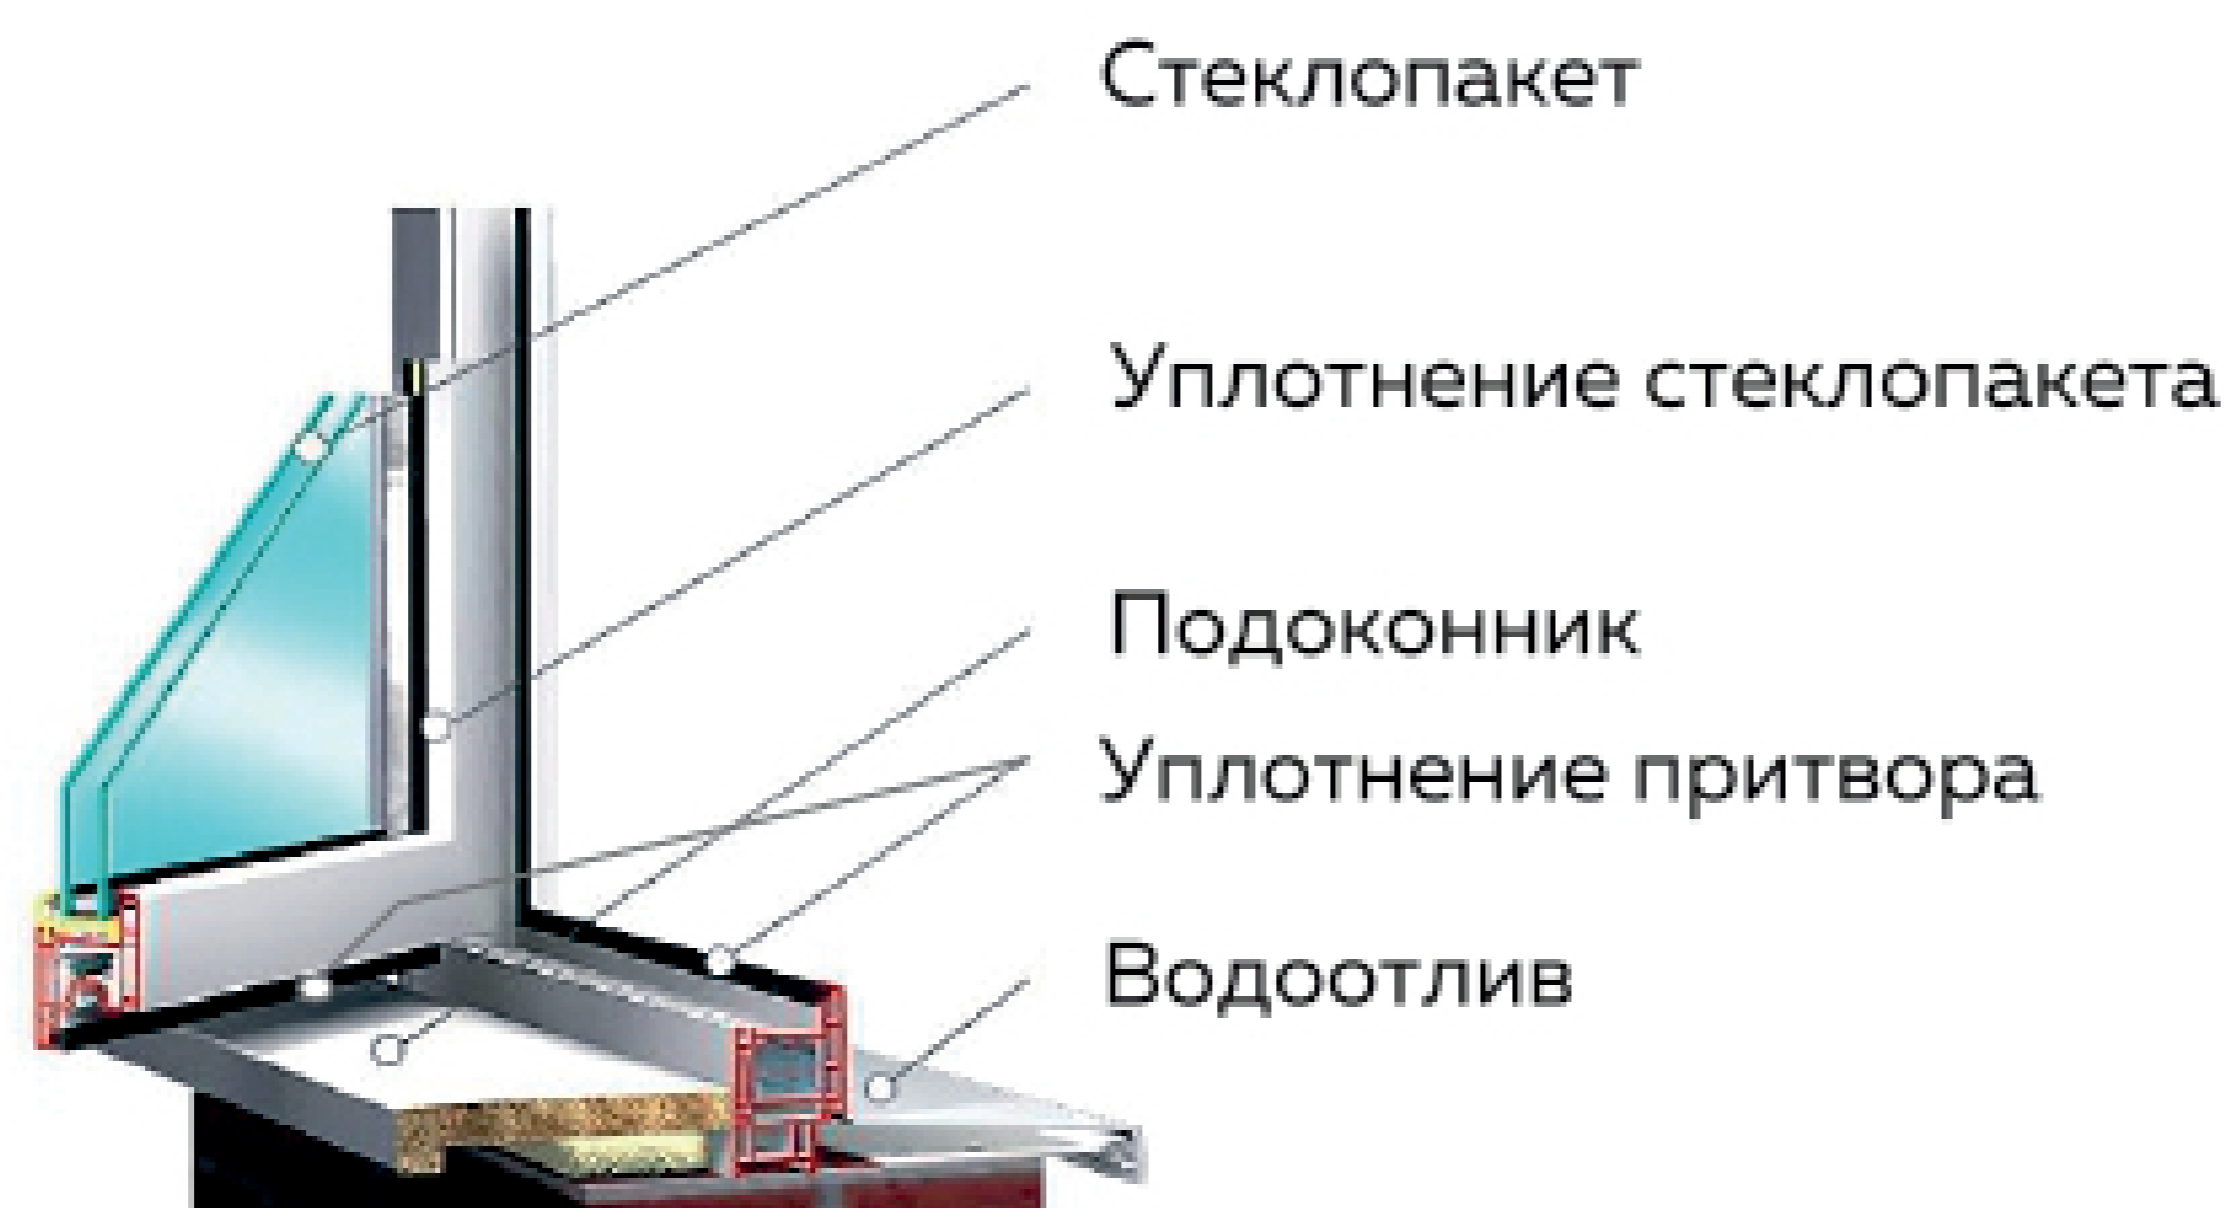 Стеклопакет
Уплотнение стеклопакета
Подоконник
Уплотнение притвора
Водоотлив